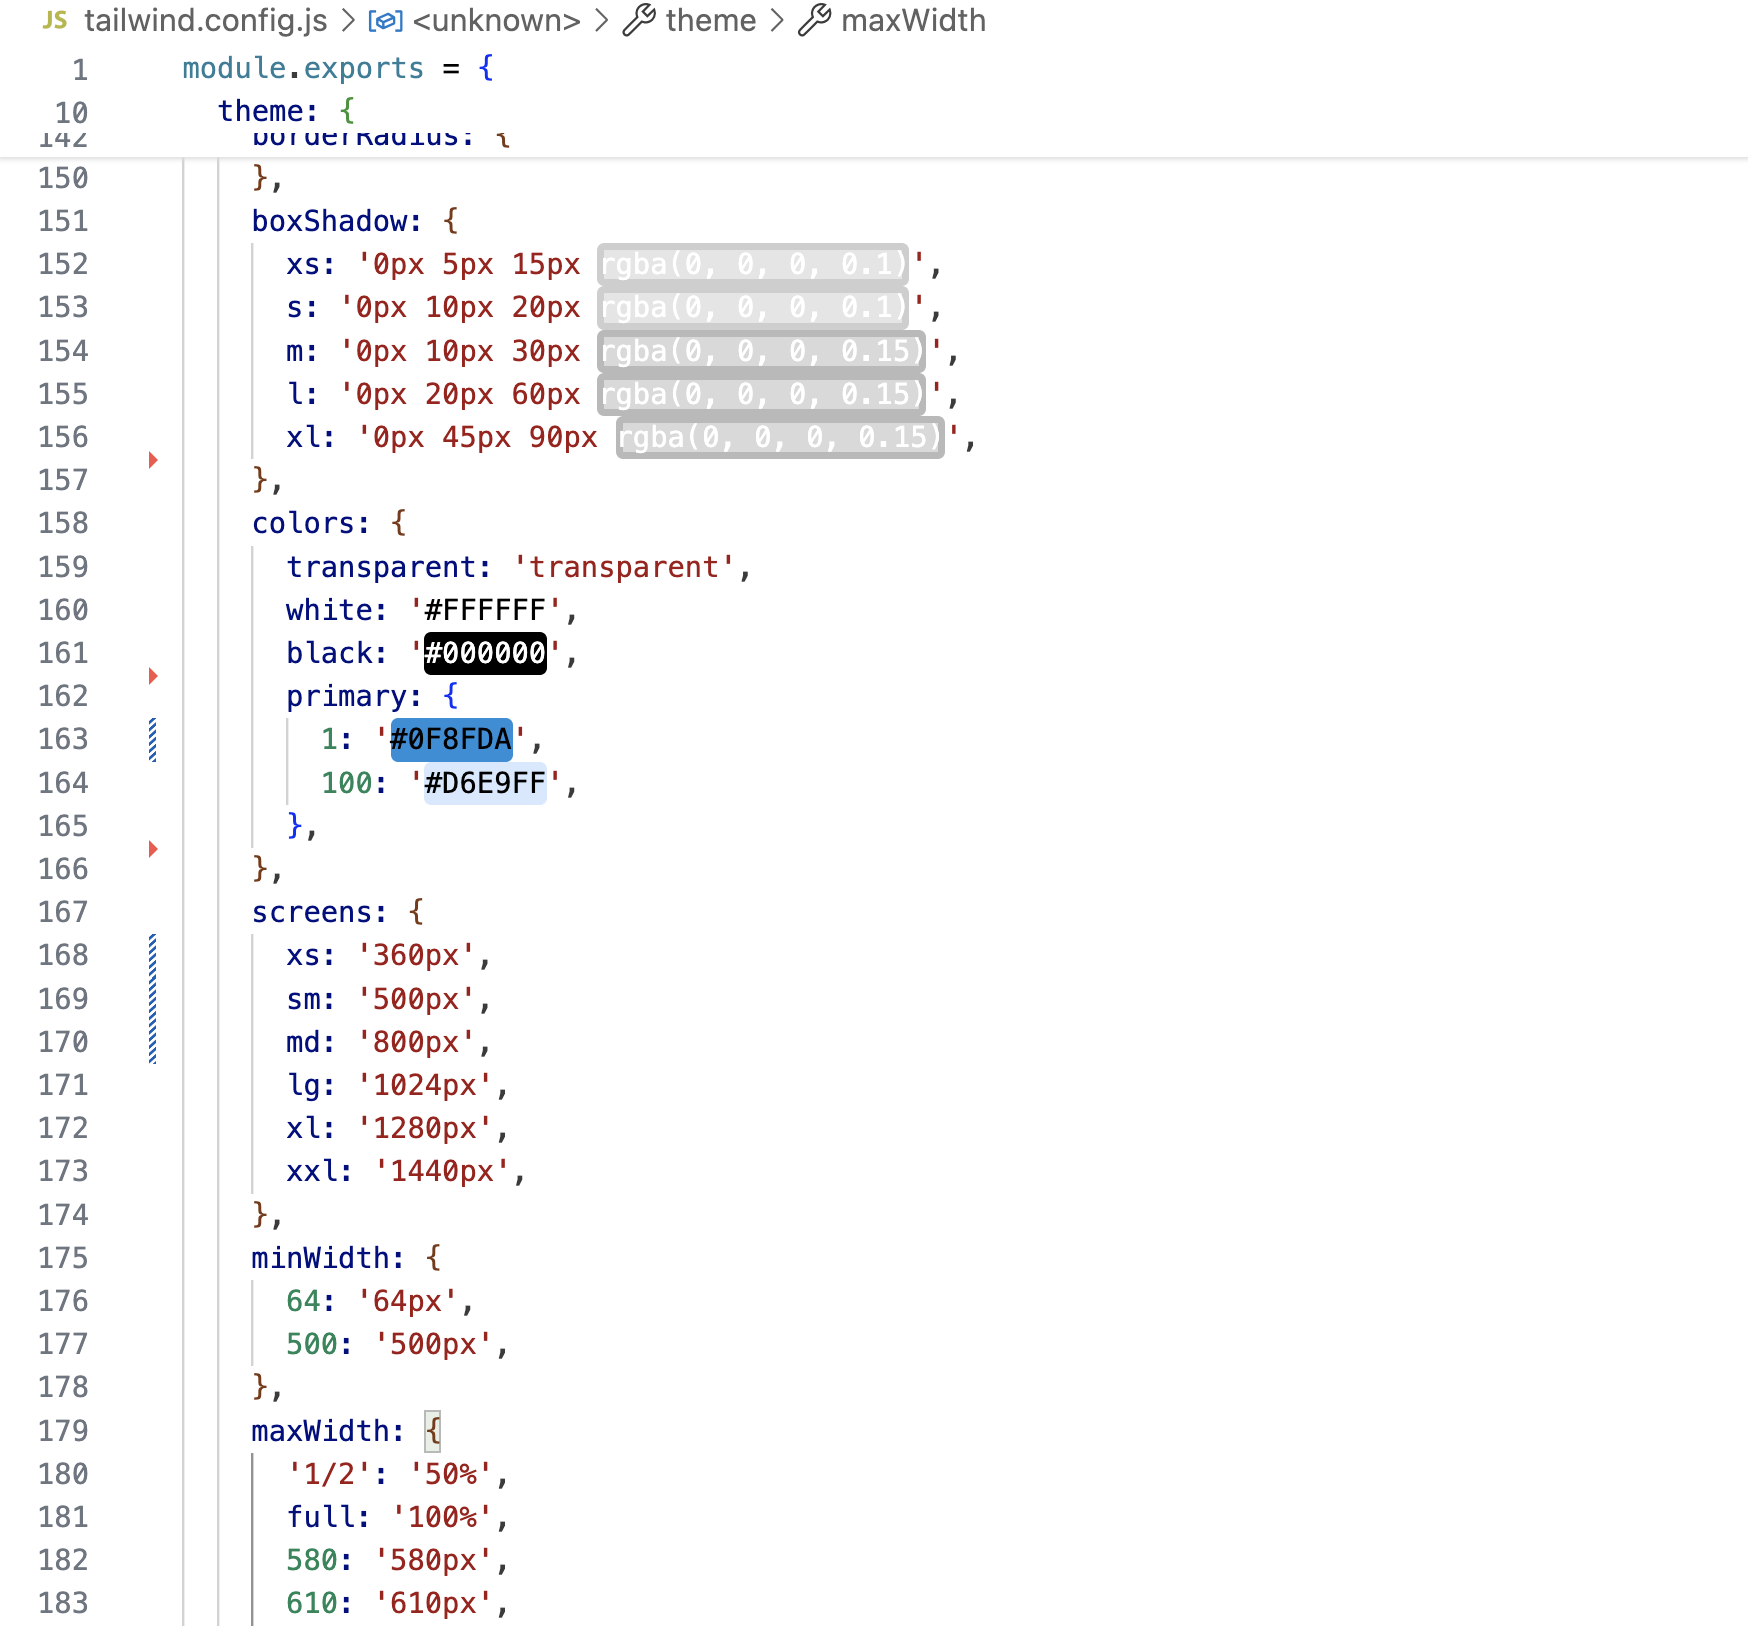 JS tailwind.config.js > <unknown> > theme > maxWidth
1 module.exports = {
10 theme: {
142 borderRadius: {
150 },
151 boxShadow: {
152 xs: '0px 5px 15px rgba(0, 0, 0, 0.1)',
153 s: '0px 10px 20px rgba(0, 0, 0, 0.1)',
154 m: '0px 10px 30px rgba(0, 0, 0, 0.15)',
155 l: '0px 20px 60px rgba(0, 0, 0, 0.15)',
156 xl: '0px 45px 90px rgba(0, 0, 0, 0.15)',
157 },
158 colors: {
159 transparent: 'transparent',
160 white: '#FFFFFF',
161 black: '#000000',
162 primary: {
163 1: '#0F8FDA',
164 100: '#D6E9FF',
165 },
166 },
167 screens: {
168 xs: '360px',
169 sm: '500px',
170 md: '800px',
171 lg: '1024px',
172 xl: '1280px',
173 xxl: '1440px',
174 },
175 minWidth: {
176 64: '64px',
177 500: '500px',
178 },
179 maxWidth: {
180 '1/2': '50%',
181 full: '100%',
182 580: '580px',
183 610: '610px',